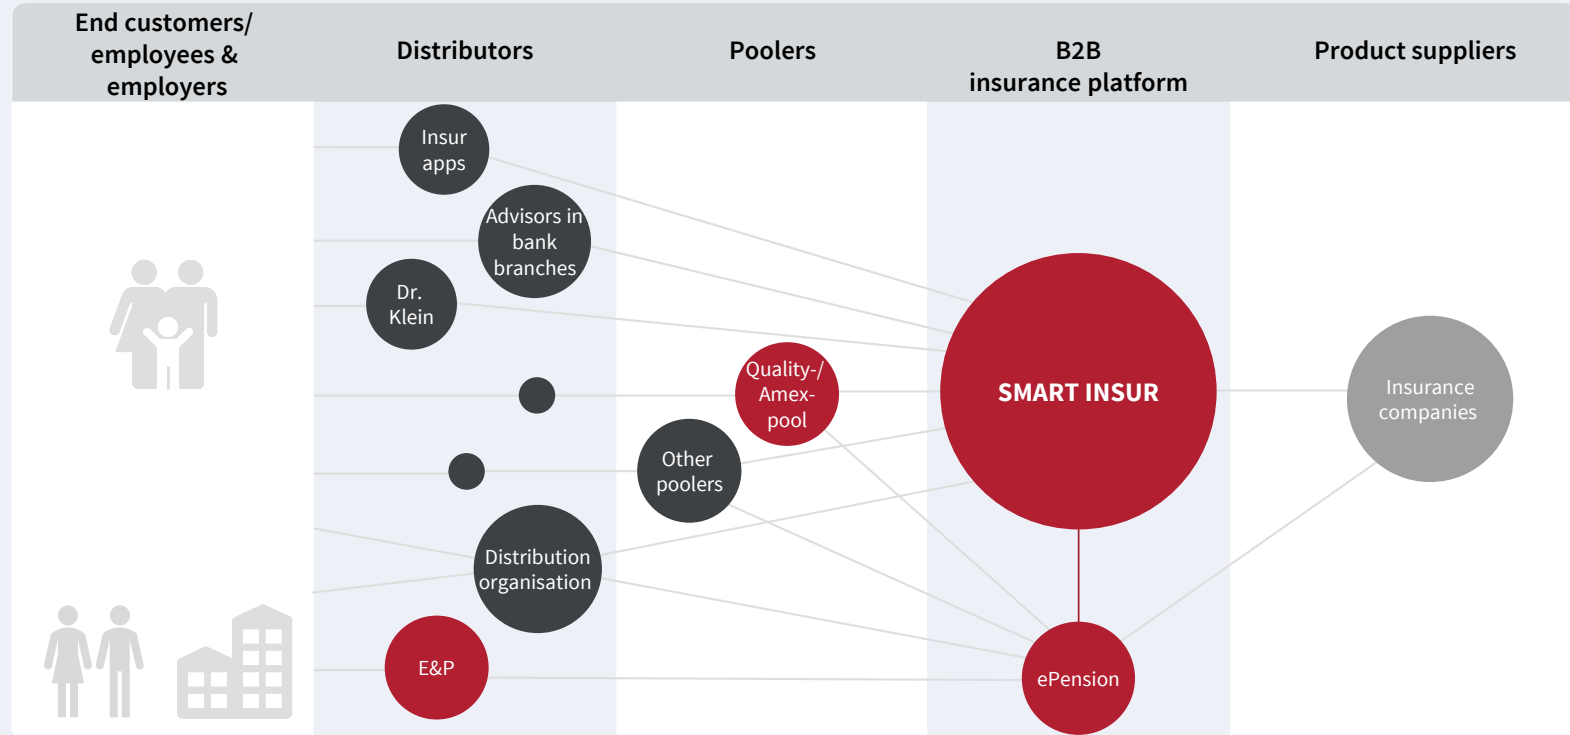 End customers/
employees &
employers
Distributors
Poolers
B2B
insurance platform
Product suppliers
Insur
apps
Advisors in
bank
branches
Dr.
Klein
Quality-/
Amex-
pool
Other
poolers
Distribution
organisation
E&P
SMART INSUR
ePension
Insurance
companies